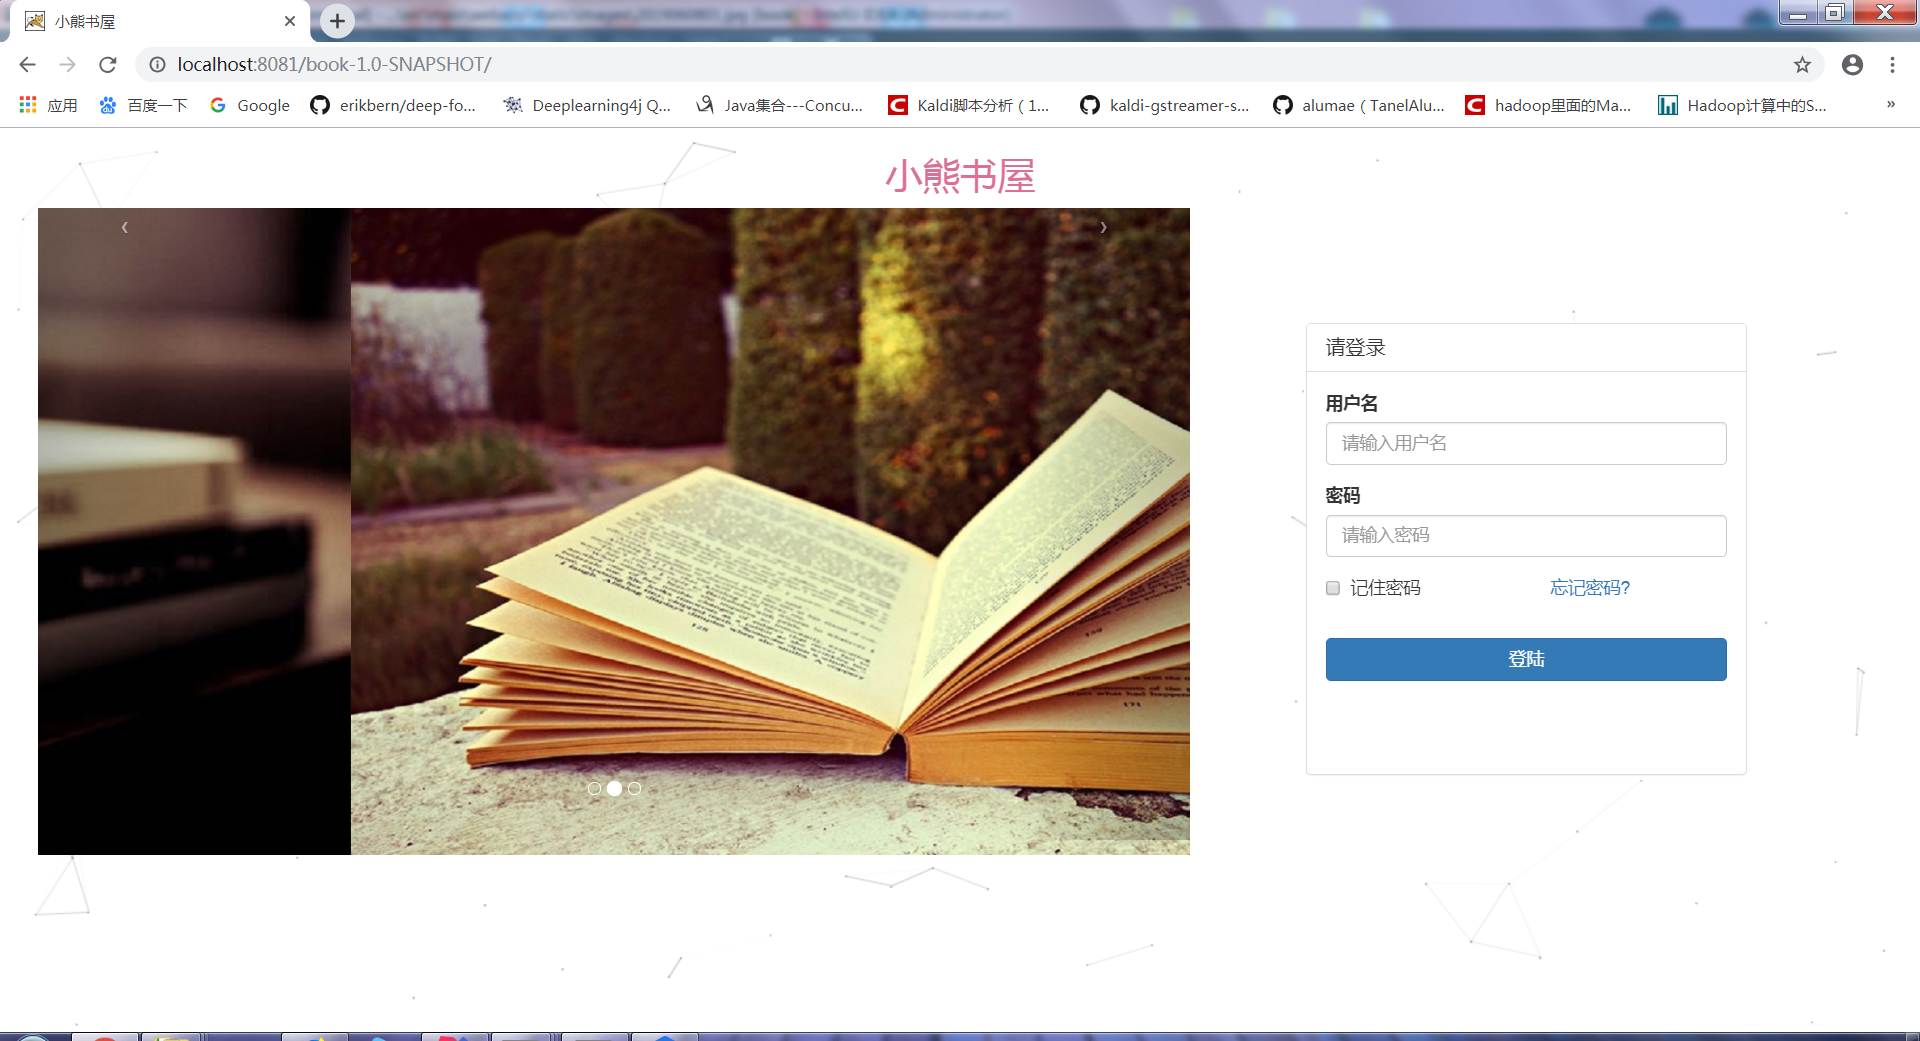 小熊书屋
localhost:8081/book-1.0-SNAPSHOT/
应用 百度一下 Google erikbern/deep-fo... Deeplearning4j Q... Java集合---Concu... Kaldi脚本分析（1... kaldi-gstreamer-s... alumae（TanelAlu... hadoop里面的Ma... Hadoop计算中的S... »
小熊书屋
请登录
用户名
请输入用户名
密码
请输入密码
记住密码 忘记密码?
登陆
128
171